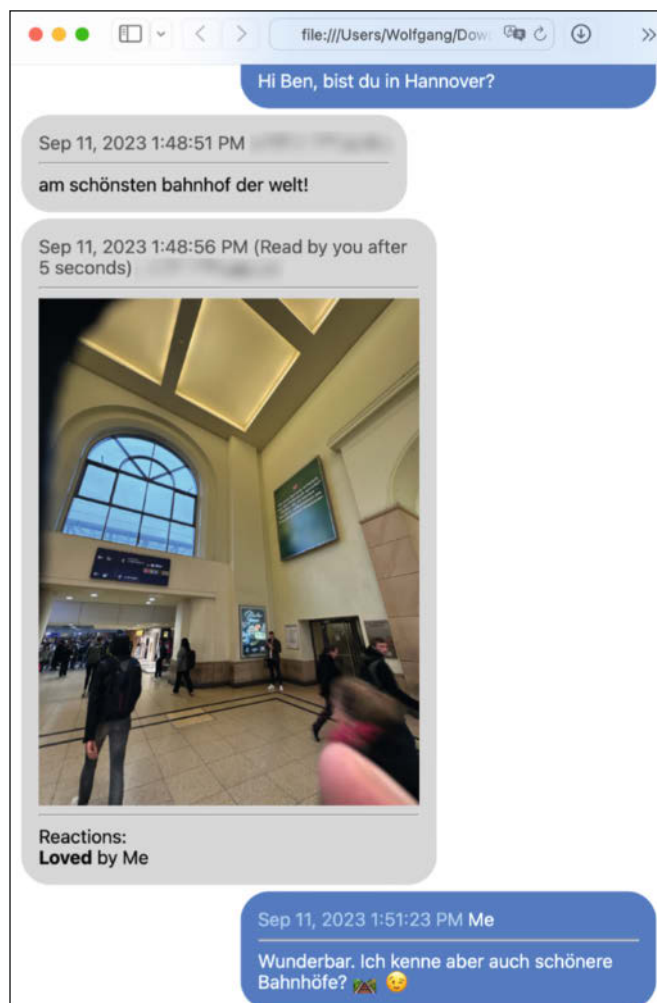 file:///Users/Wolfgang/Dow
Hi Ben, bist du in Hannover?
Sep 11, 2023 1:48:51 PM
am schönsten bahnhof der welt!
Sep 11, 2023 1:48:56 PM (Read by you after
5 seconds)
Reactions:
Loved by Me
Sep 11, 2023 1:51:23 PM Me
Wunderbar. Ich kenne aber auch schönere
Bahnhöfe? 🛤️ 😉